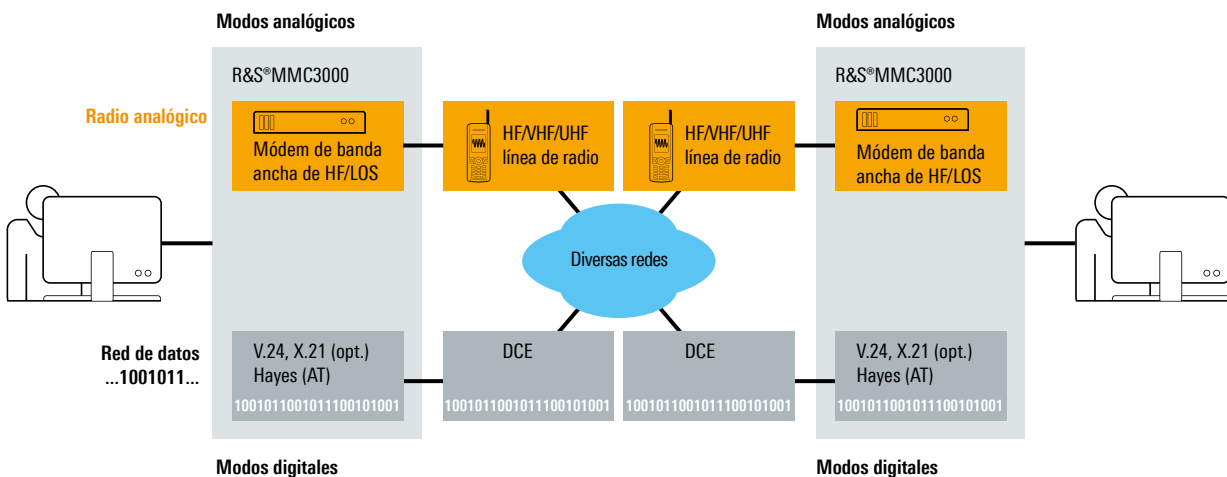 Modos analógicos
Modos analógicos
R&S®MMC3000
R&S®MMC3000
Radio analógico
Módem de banda
ancha de HF/LOS
HF/VHF/UHF
línea de radio
HF/VHF/UHF
línea de radio
Módem de banda
ancha de HF/LOS
Diversas redes
Red de datos
...1001011...
V.24, X.21 (opt.)
Hayes (AT)
1001011001011100101001
DCE
1001011001011100101001
DCE
1001011001011100101001
V.24, X.21 (opt.)
Hayes (AT)
1001011001011100101001
Modos digitales
Modos digitales